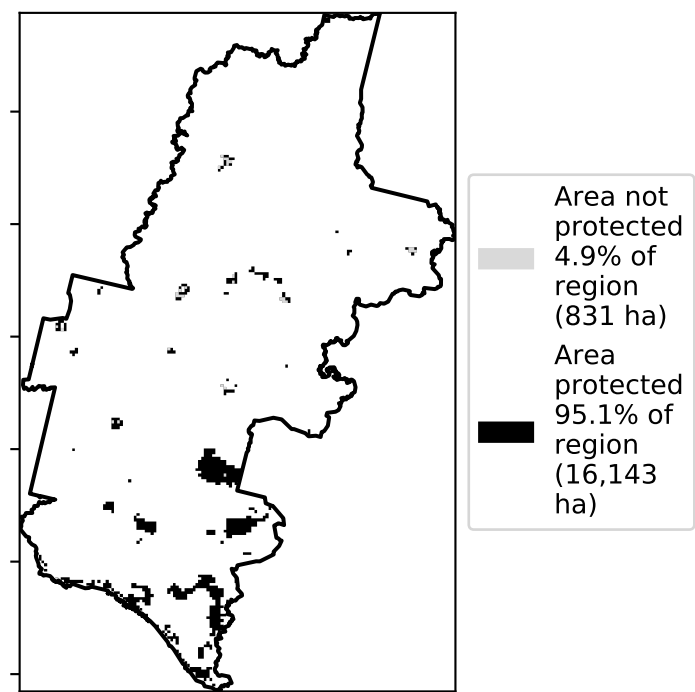 Area not
protected
4.9% of
region
(831 ha)
Area
protected
95.1% of
region
(16,143
ha)